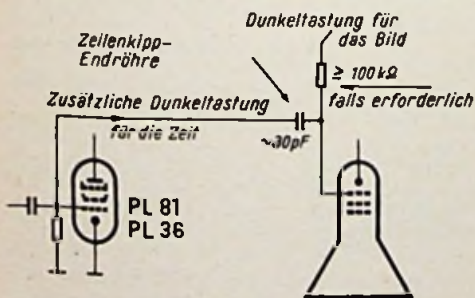 Dunkeltastung für
das Bild
Zeilenkipp-
Endröhre
≥ 100 kΩ
falls erforderlich
Zusätzliche Dunkeltastung
für die Zeit
~30pF
PL 81
PL 36